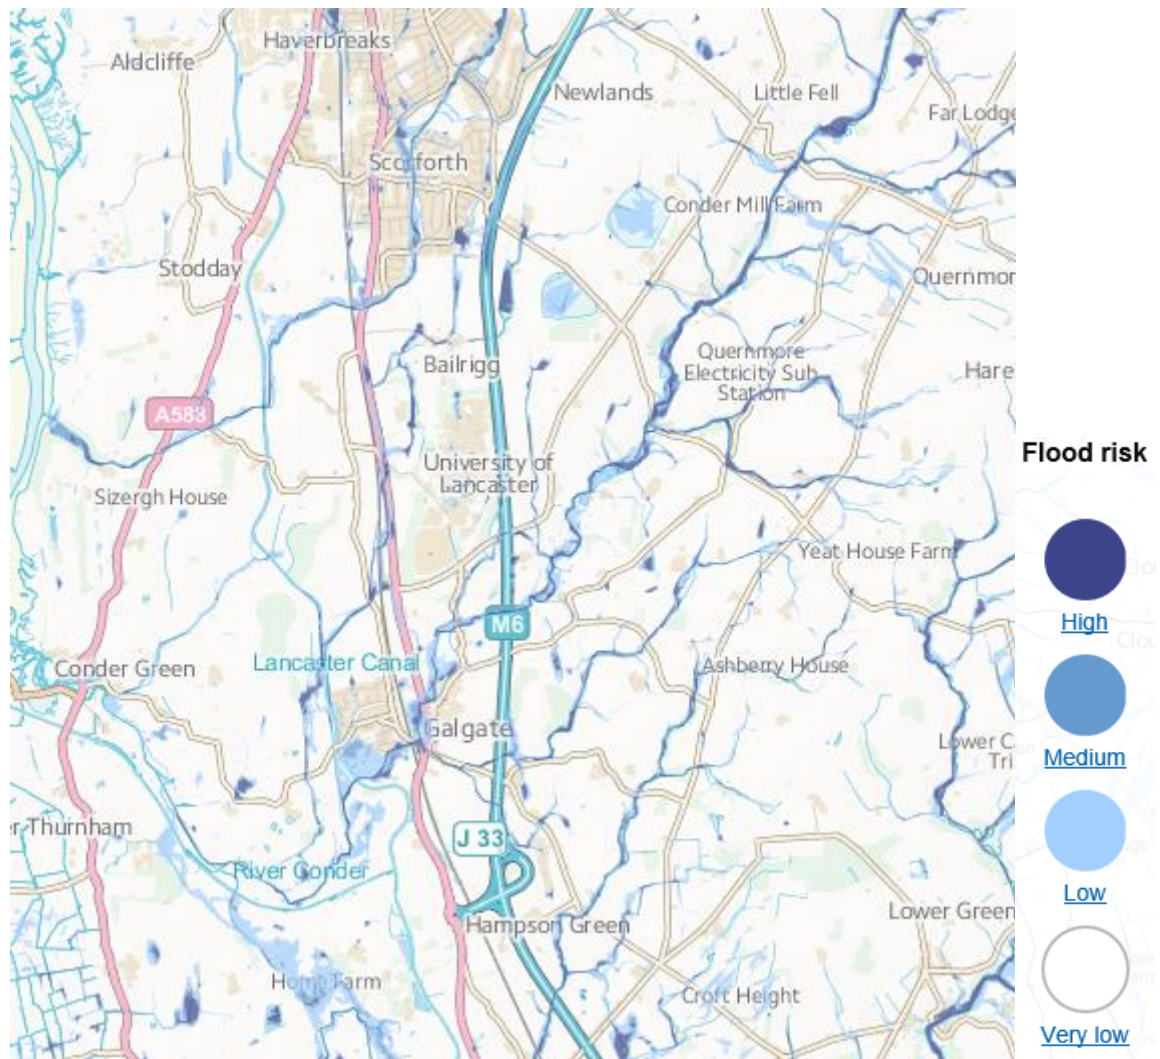 Haverbreaks
Aldcliffe
Newlands
Little Fell
Far Lodge
Scotforth
Conder Mill Farm
Stodday
Quernmor
Bailrigg
Quernmore
Electricity Sub
Station
Hare
A583
Flood risk
University of
Lancaster
Sizergh House
Yeat House Farm
High
M6
Conder Green
Lancaster Canal
Ashberry House
Galgate
Lower C
Tri
Medium
er Thurnham
J 33
River Conder
Low
Hampson Green
Lower Green
Home Farm
Croft Height
Very low